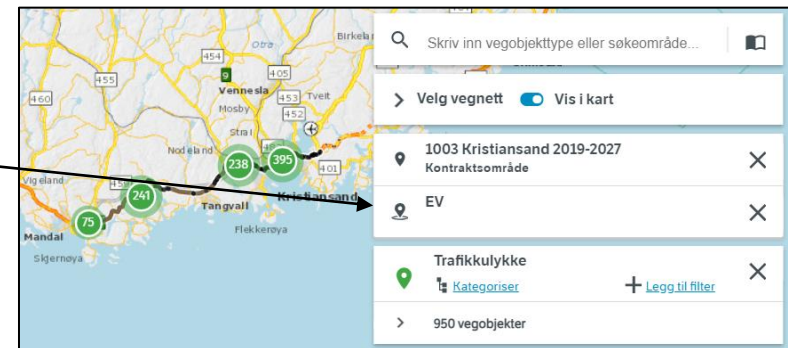 Skriv inn vegobjekttype eller søkeområde...
Velg vegnett Vis i kart
1003 Kristiansand 2019-2027
Kontraktsområde
EV
Trafikkulykke
Kategoriser
Legg til filter
950 vegobjekter
Otra
Birkela
454
9
405
455
Vennesla
453
Tveit
460
Mosby
452
Strai
Nodeland
238
395
401
Vigeland
459
241
Kristiansand
Tangvall
75
Flekkerøya
Mandal
Skjernøya